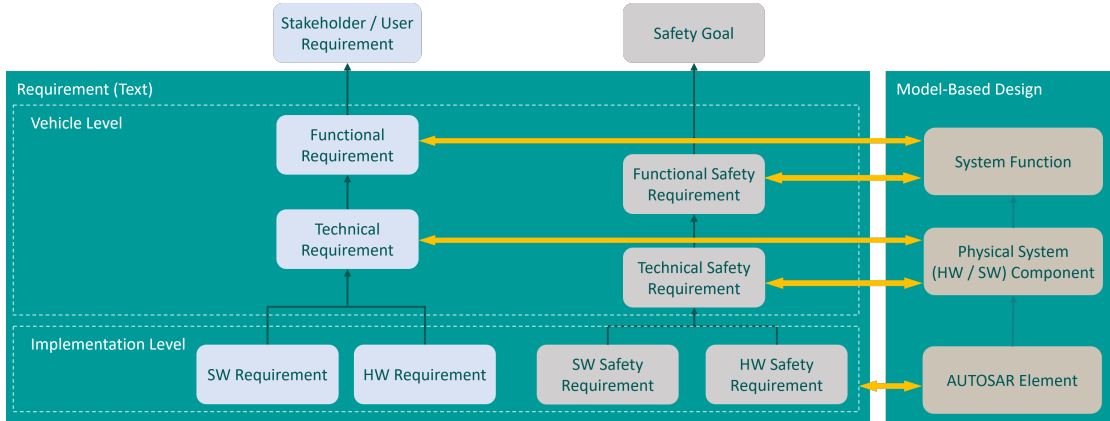 Stakeholder / User
Requirement
Safety Goal
Requirement (Text)
Model-Based Design
Vehicle Level
Functional
Requirement
System Function
Functional Safety
Requirement
Technical
Requirement
Physical System
(HW / SW) Component
Technical Safety
Requirement
Implementation Level
SW Requirement
HW Requirement
SW Safety
Requirement
HW Safety
Requirement
AUTOSAR Element